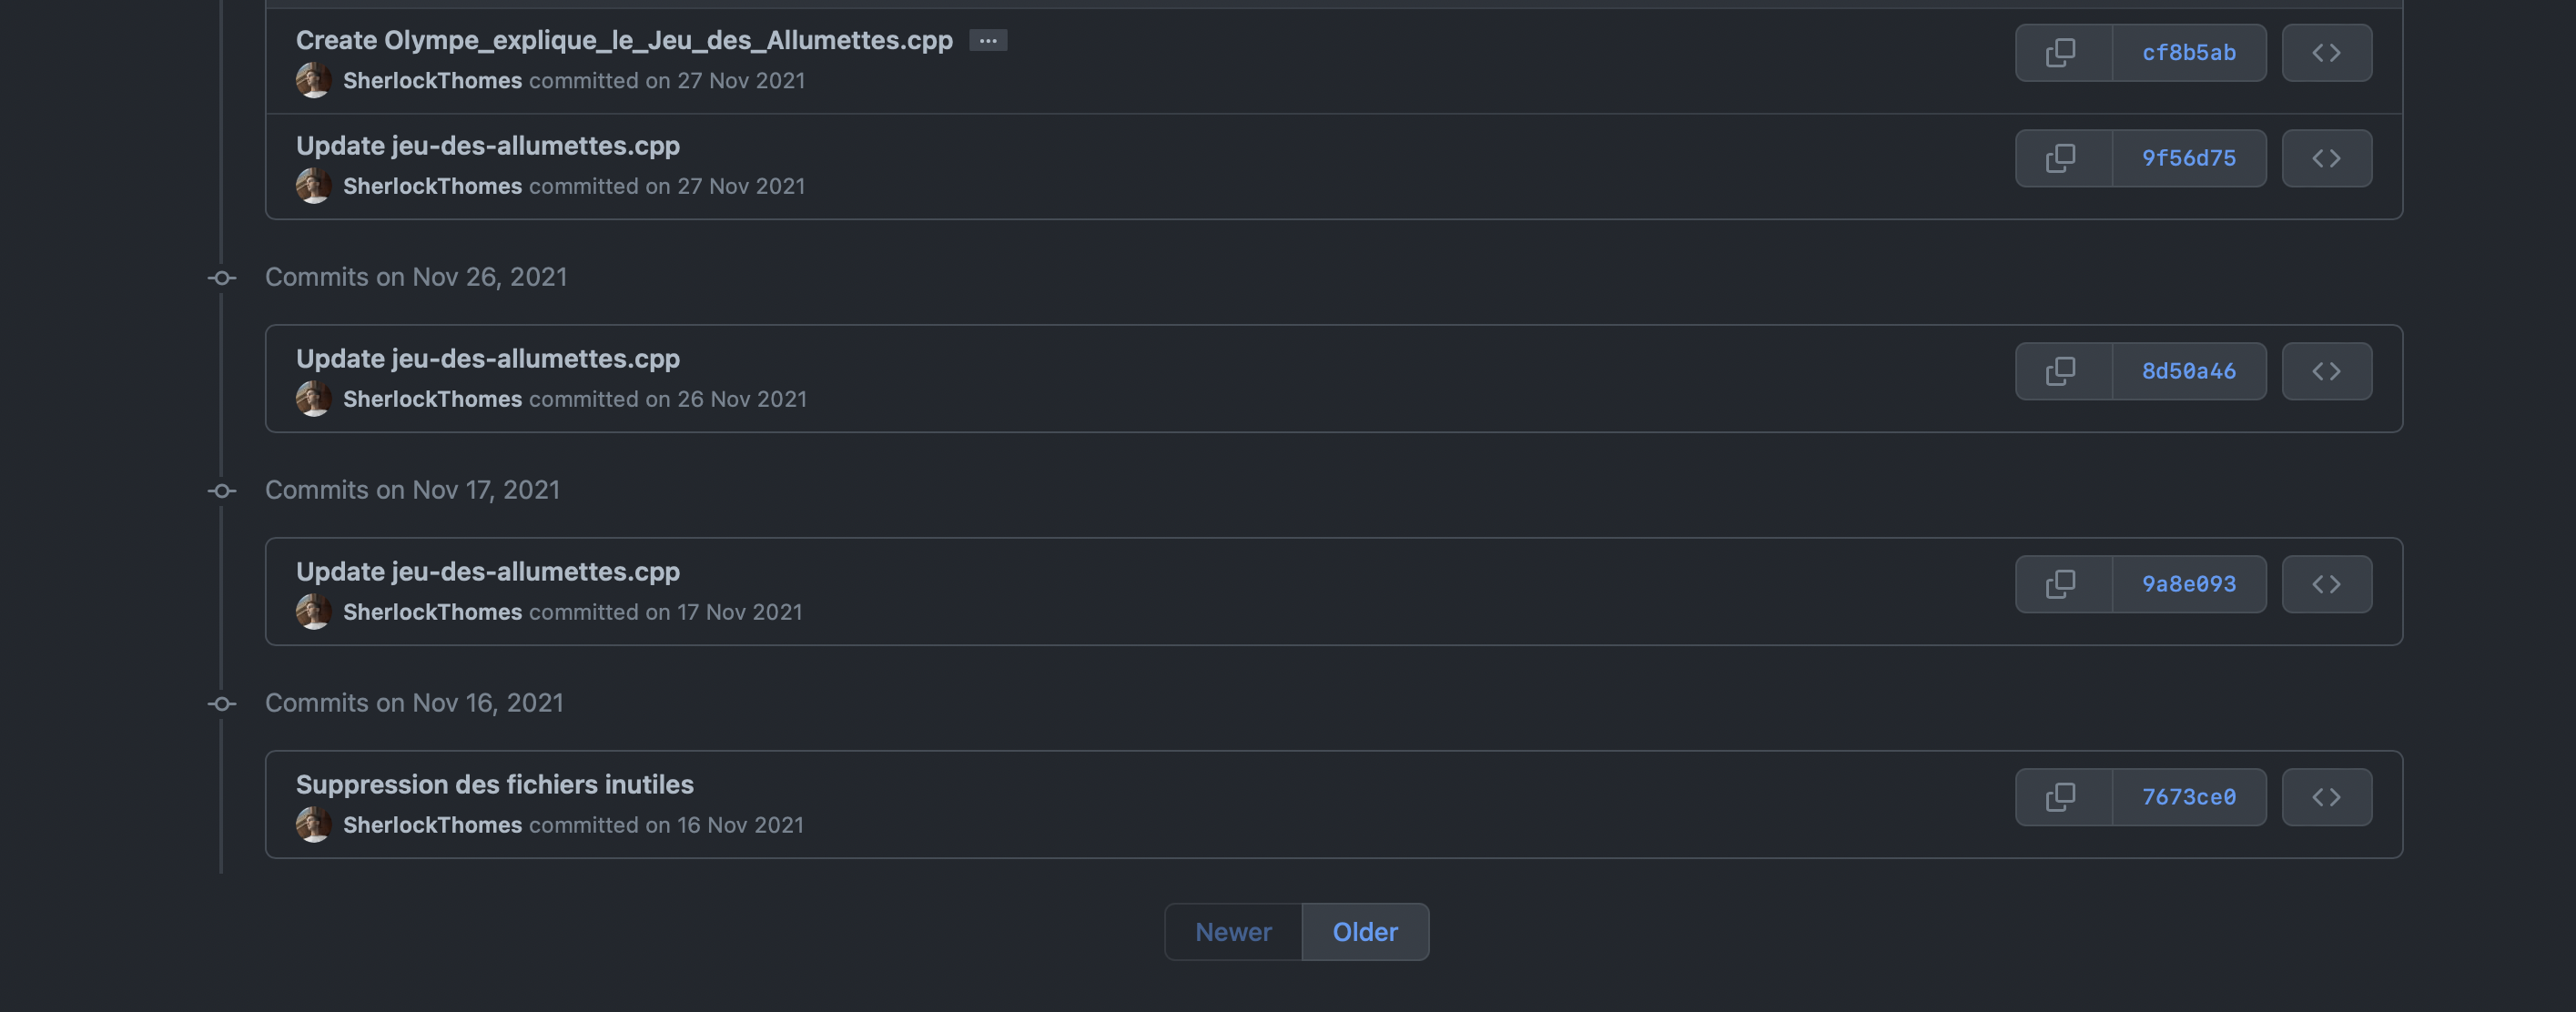 Create Olympe_explique_le_Jeu_des_Allumettes.cpp ...
cf8b5ab
SherlockThomes committed on 27 Nov 2021
Update jeu-des-allumettes.cpp
9f56d75
SherlockThomes committed on 27 Nov 2021
Commits on Nov 26, 2021
Update jeu-des-allumettes.cpp
8d50a46
SherlockThomes committed on 26 Nov 2021
Commits on Nov 17, 2021
Update jeu-des-allumettes.cpp
9a8e093
SherlockThomes committed on 17 Nov 2021
Commits on Nov 16, 2021
Suppression des fichiers inutiles
7673ce0
SherlockThomes committed on 16 Nov 2021
Newer Older